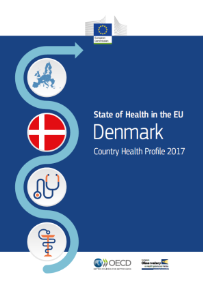 State of Health in the EU
Denmark
Country Health Profile 2017
OECD